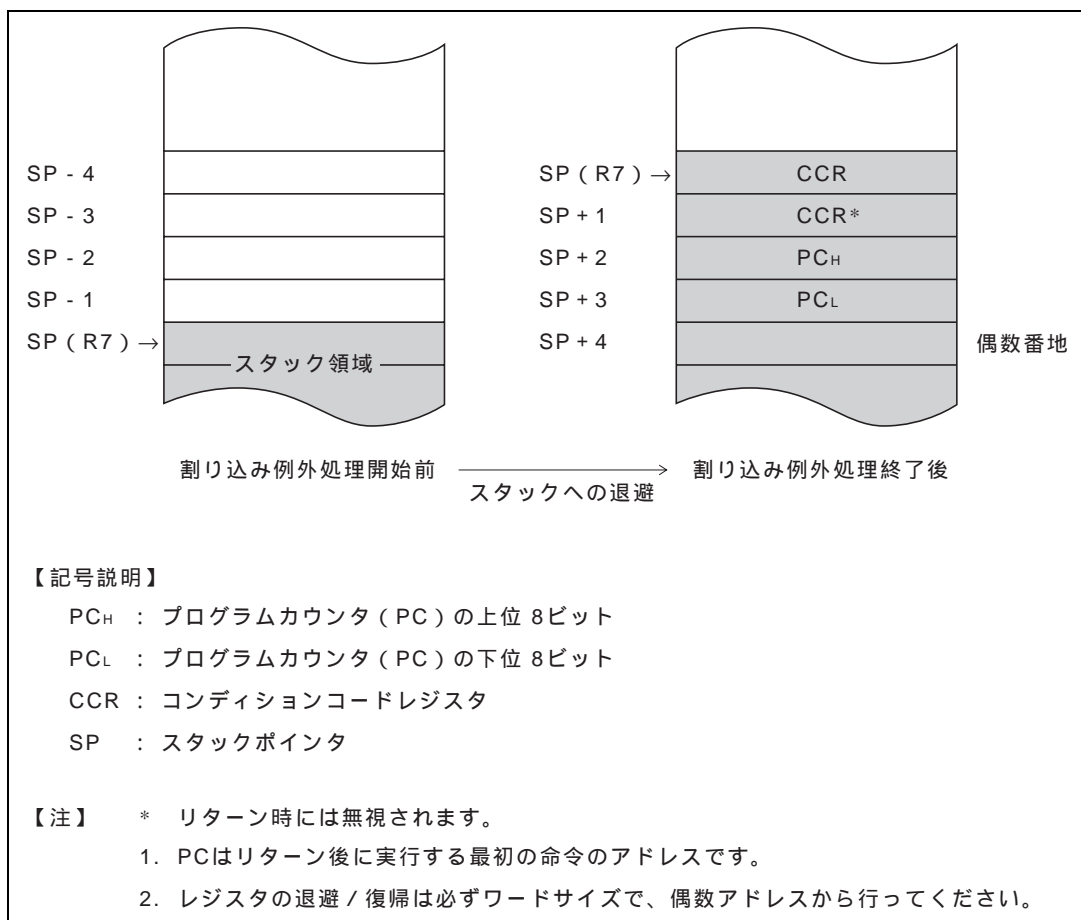 SP - 4
SP - 3
SP - 2
SP - 1
SP ( R7 ) →
スタック領域
SP ( R7 ) →
SP + 1
SP + 2
SP + 3
SP + 4
CCR
CCR*
PCH
PCL
偶数番地
割り込み例外処理開始前
スタックへの退避
割り込み例外処理終了後
【記号説明】
PCH : プログラムカウンタ ( PC ) の上位 8ビット
PCL : プログラムカウンタ ( PC ) の下位 8ビット
CCR : コンディションコードレジスタ
SP : スタックポインタ
【注】 * リターン時には無視されます。
1. PCはリターン後に実行する最初の命令のアドレスです。
2. レジスタの退避 / 復帰は必ずワードサイズで、偶数アドレスから行ってください。